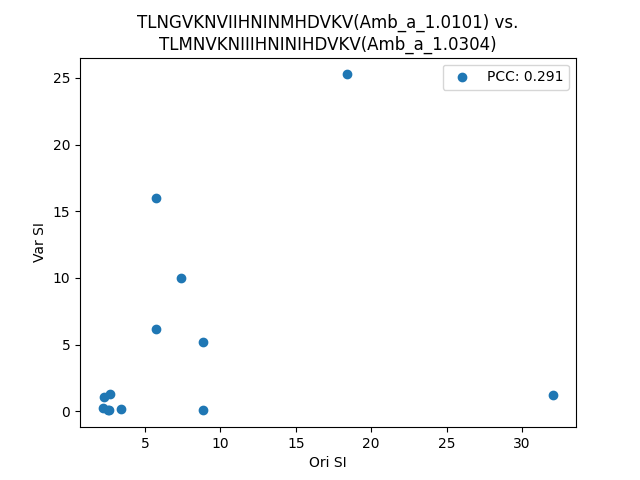 TLNGVKNVIIHNINMHDVKV(Amb_a_1.0101) vs.
TLMNVKNIIIHNINIHDVKV(Amb_a_1.0304)
PCC: 0.291
25
20
15
10
5
0
Var SI
5 10 15 20 25 30
Ori SI